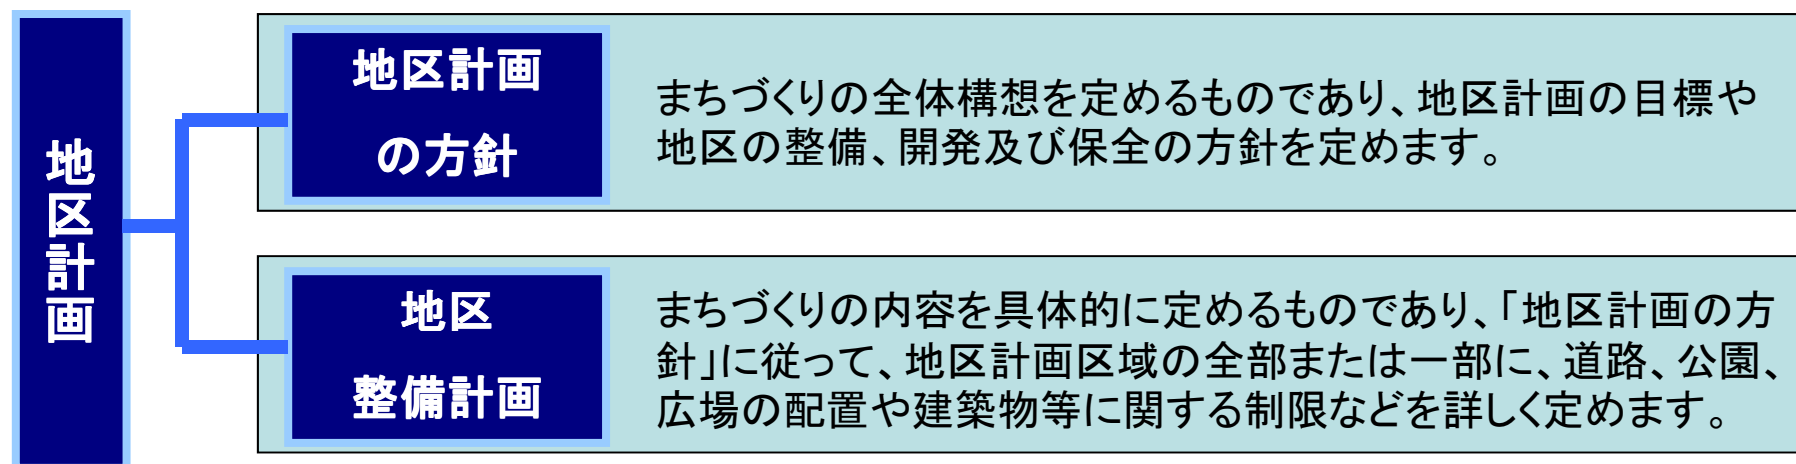 地区計画
地区計画
の方針
まちづくりの全体構想を定めるものであり、地区計画の目標や
地区の整備、開発及び保全の方針を定めます。
地区
整備計画
まちづくりの内容を具体的に定めるものであり、「地区計画の方
針」に従って、地区計画区域の全部または一部に、道路、公園、
広場の配置や建築物等に関する制限などを詳しく定めます。